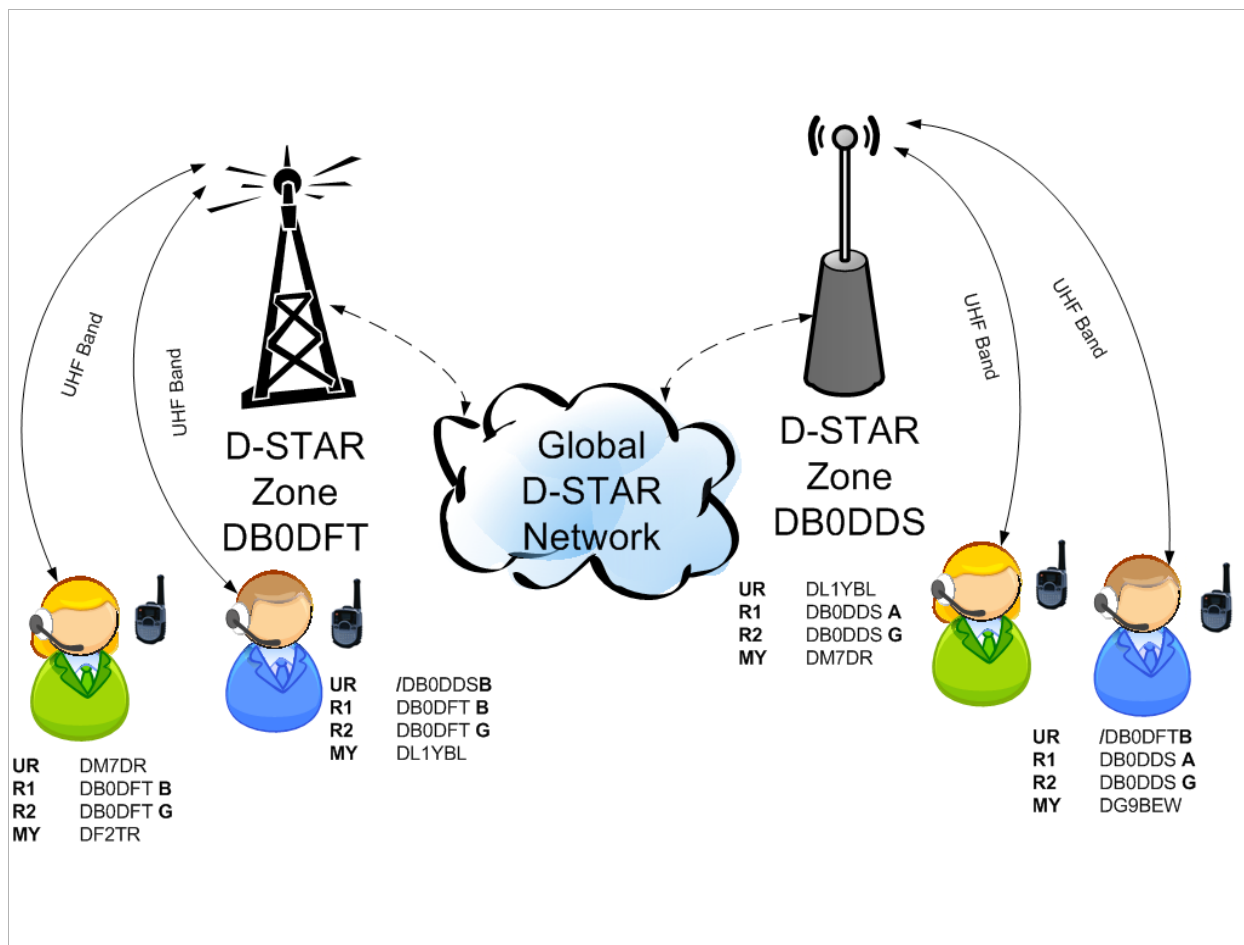 UHF Band
UHF Band
UHF Band
UHF Band
D-STAR
Zone
DB0DFT
Global
D-STAR
Network
D-STAR
Zone
DB0DDS
UR DL1YBL
R1 DB0DDS A
R2 DB0DDS G
MY DM7DR
UR /DB0DDSB
R1 DB0DFT B
R2 DB0DFT G
MY DL1YBL
UR DM7DR
R1 DB0DFT B
R2 DB0DFT G
MY DF2TR
UR /DB0DFTB
R1 DB0DDS A
R2 DB0DDS G
MY DG9BEW